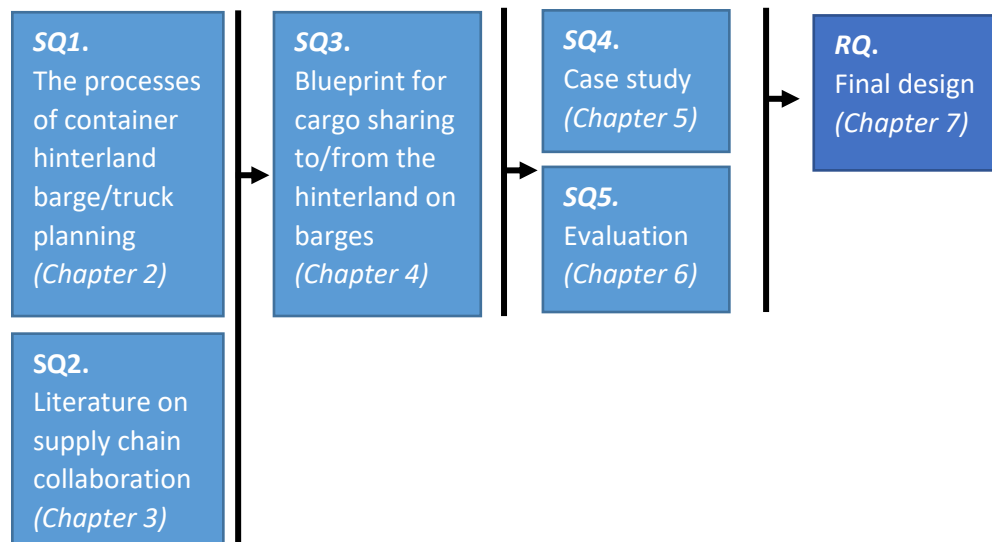 SQ1.
The processes
of container
hinterland
barge/truck
planning
(Chapter 2)
SQ2.
Literature on
supply chain
collaboration
(Chapter 3)
SQ3.
Blueprint for
cargo sharing
to/from the
hinterland on
barges
(Chapter 4)
SQ4.
Case study
(Chapter 5)
SQ5.
Evaluation
(Chapter 6)
RQ.
Final design
(Chapter 7)